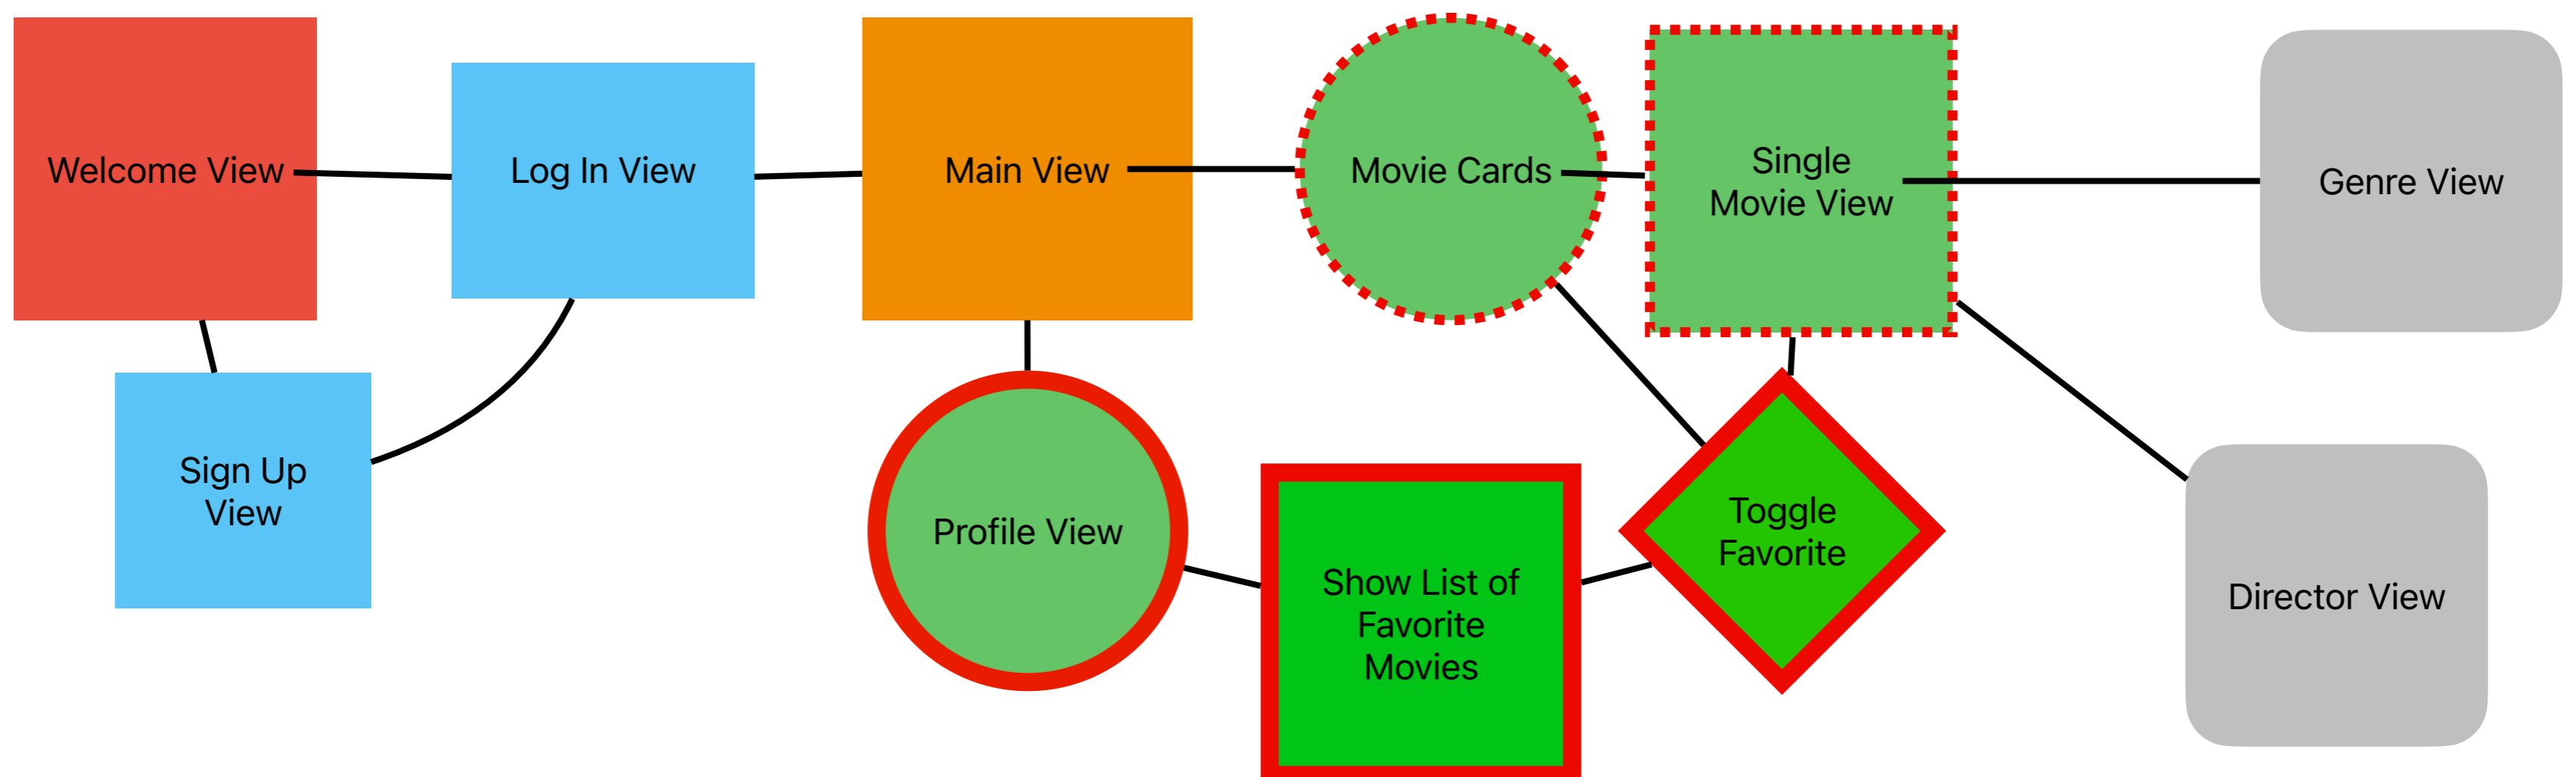 Welcome View
Log In View
Main View
Movie Cards
Single
Movie View
Genre View
Sign Up
View
Profile View
Show List of
Favorite
Movies
Toggle
Favorite
Director View